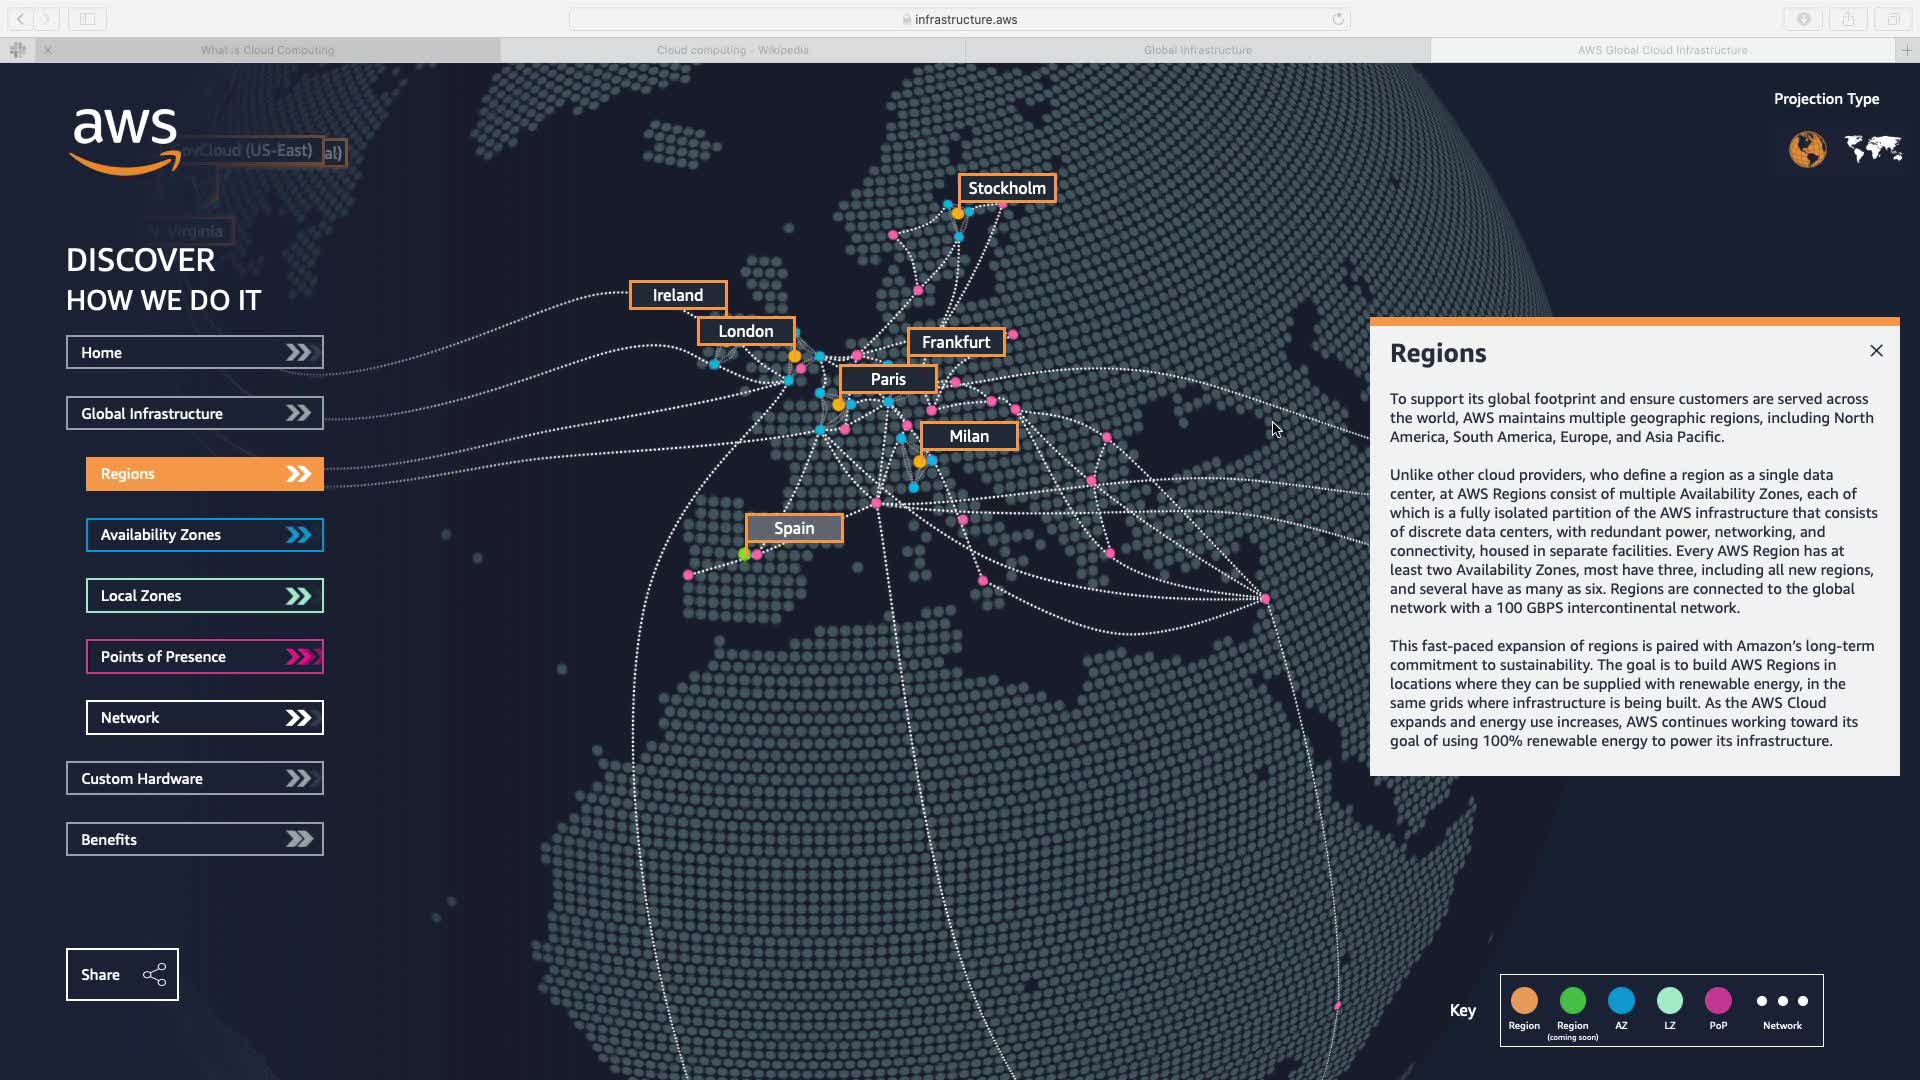 infrastructure.aws
What is Cloud Computing
Cloud computing - Wikipedia
Global Infrastructure
AWS Global Cloud Infrastructure
aws
(US-East)
al)
Virginia
Projection Type
DISCOVER
HOW WE DO IT
Home
Global Infrastructure
Regions
Availability Zones
Local Zones
Points of Presence
Network
Custom Hardware
Benefits
Share
Stockholm
Ireland
London
Frankfurt
Paris
Milan
Spain
Regions
To support its global footprint and ensure customers are served across
the world, AWS maintains multiple geographic regions, including North
America, South America, Europe, and Asia Pacific.
Unlike other cloud providers, who define a region as a single data
center, at AWS Regions consist of multiple Availability Zones, each of
which is a fully isolated partition of the AWS infrastructure that consists
of discrete data centers, with redundant power, networking, and
connectivity, housed in separate facilities. Every AWS Region has at
least two Availability Zones, most have three, including all new regions,
and several have as many as six. Regions are connected to the global
network with a 100 GBPS intercontinental network.
This fast-paced expansion of regions is paired with Amazon's long-term
commitment to sustainability. The goal is to build AWS Regions in
locations where they can be supplied with renewable energy, in the
same grids where infrastructure is being built. As the AWS Cloud
expands and energy use increases, AWS continues working toward its
goal of using 100% renewable energy to power its infrastructure.
Key
Region
Region
(coming soon)
AZ
LZ
PoP
Network